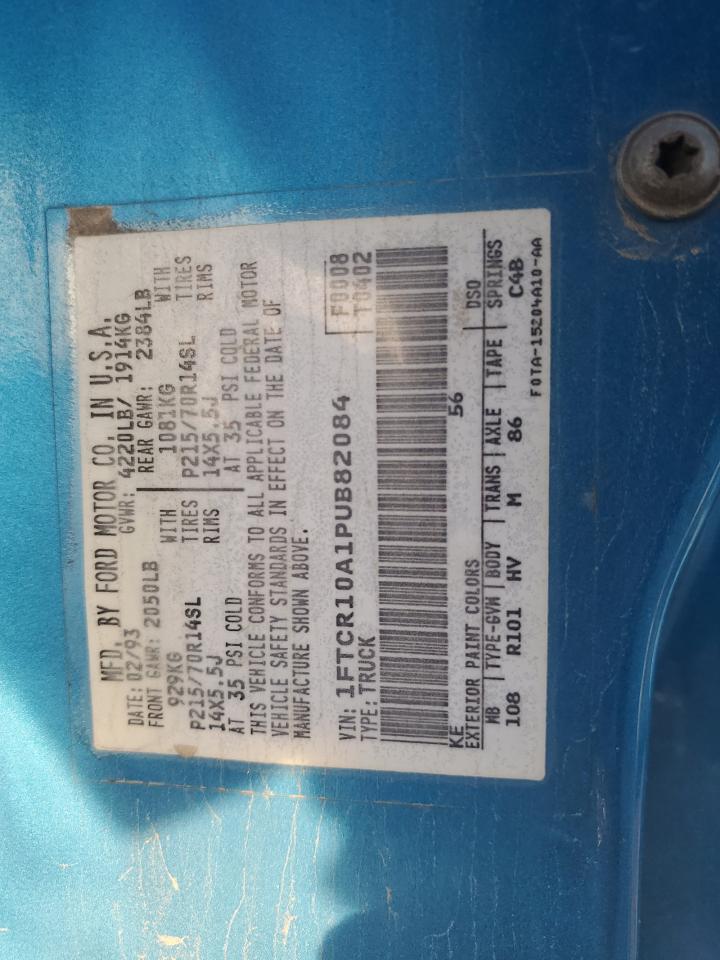 MFD. BY FORD MOTOR CO. IN U.S.A.
DATE: 02/93 GVWR: 4220LB/ 1914KG
FRONT GAWR: 2050LB REAR GAWR: 2384LB
929KG WITH 1081KG WITH
P215/70R14SL TIRES P215/70R14SL TIRES
14X5.5J RIMS 14X5.5J RIMS
AT 35 PSI COLD AT 35 PSI COLD
THIS VEHICLE CONFORMS TO ALL APPLICABLE FEDERAL MOTOR
VEHICLE SAFETY STANDARDS IN EFFECT ON THE DATE OF
MANUFACTURE SHOWN ABOVE.
VIN: 1FTCR10A1PUB82084 F0008
TYPE: TRUCK T0402
KE 56
EXTERIOR PAINT COLORS DSO
WB TYPE-GVW BODY TRANS AXLE TAPE SPRINGS
108 R101 HV M 86 C4B
F0TA-15204A10-AA